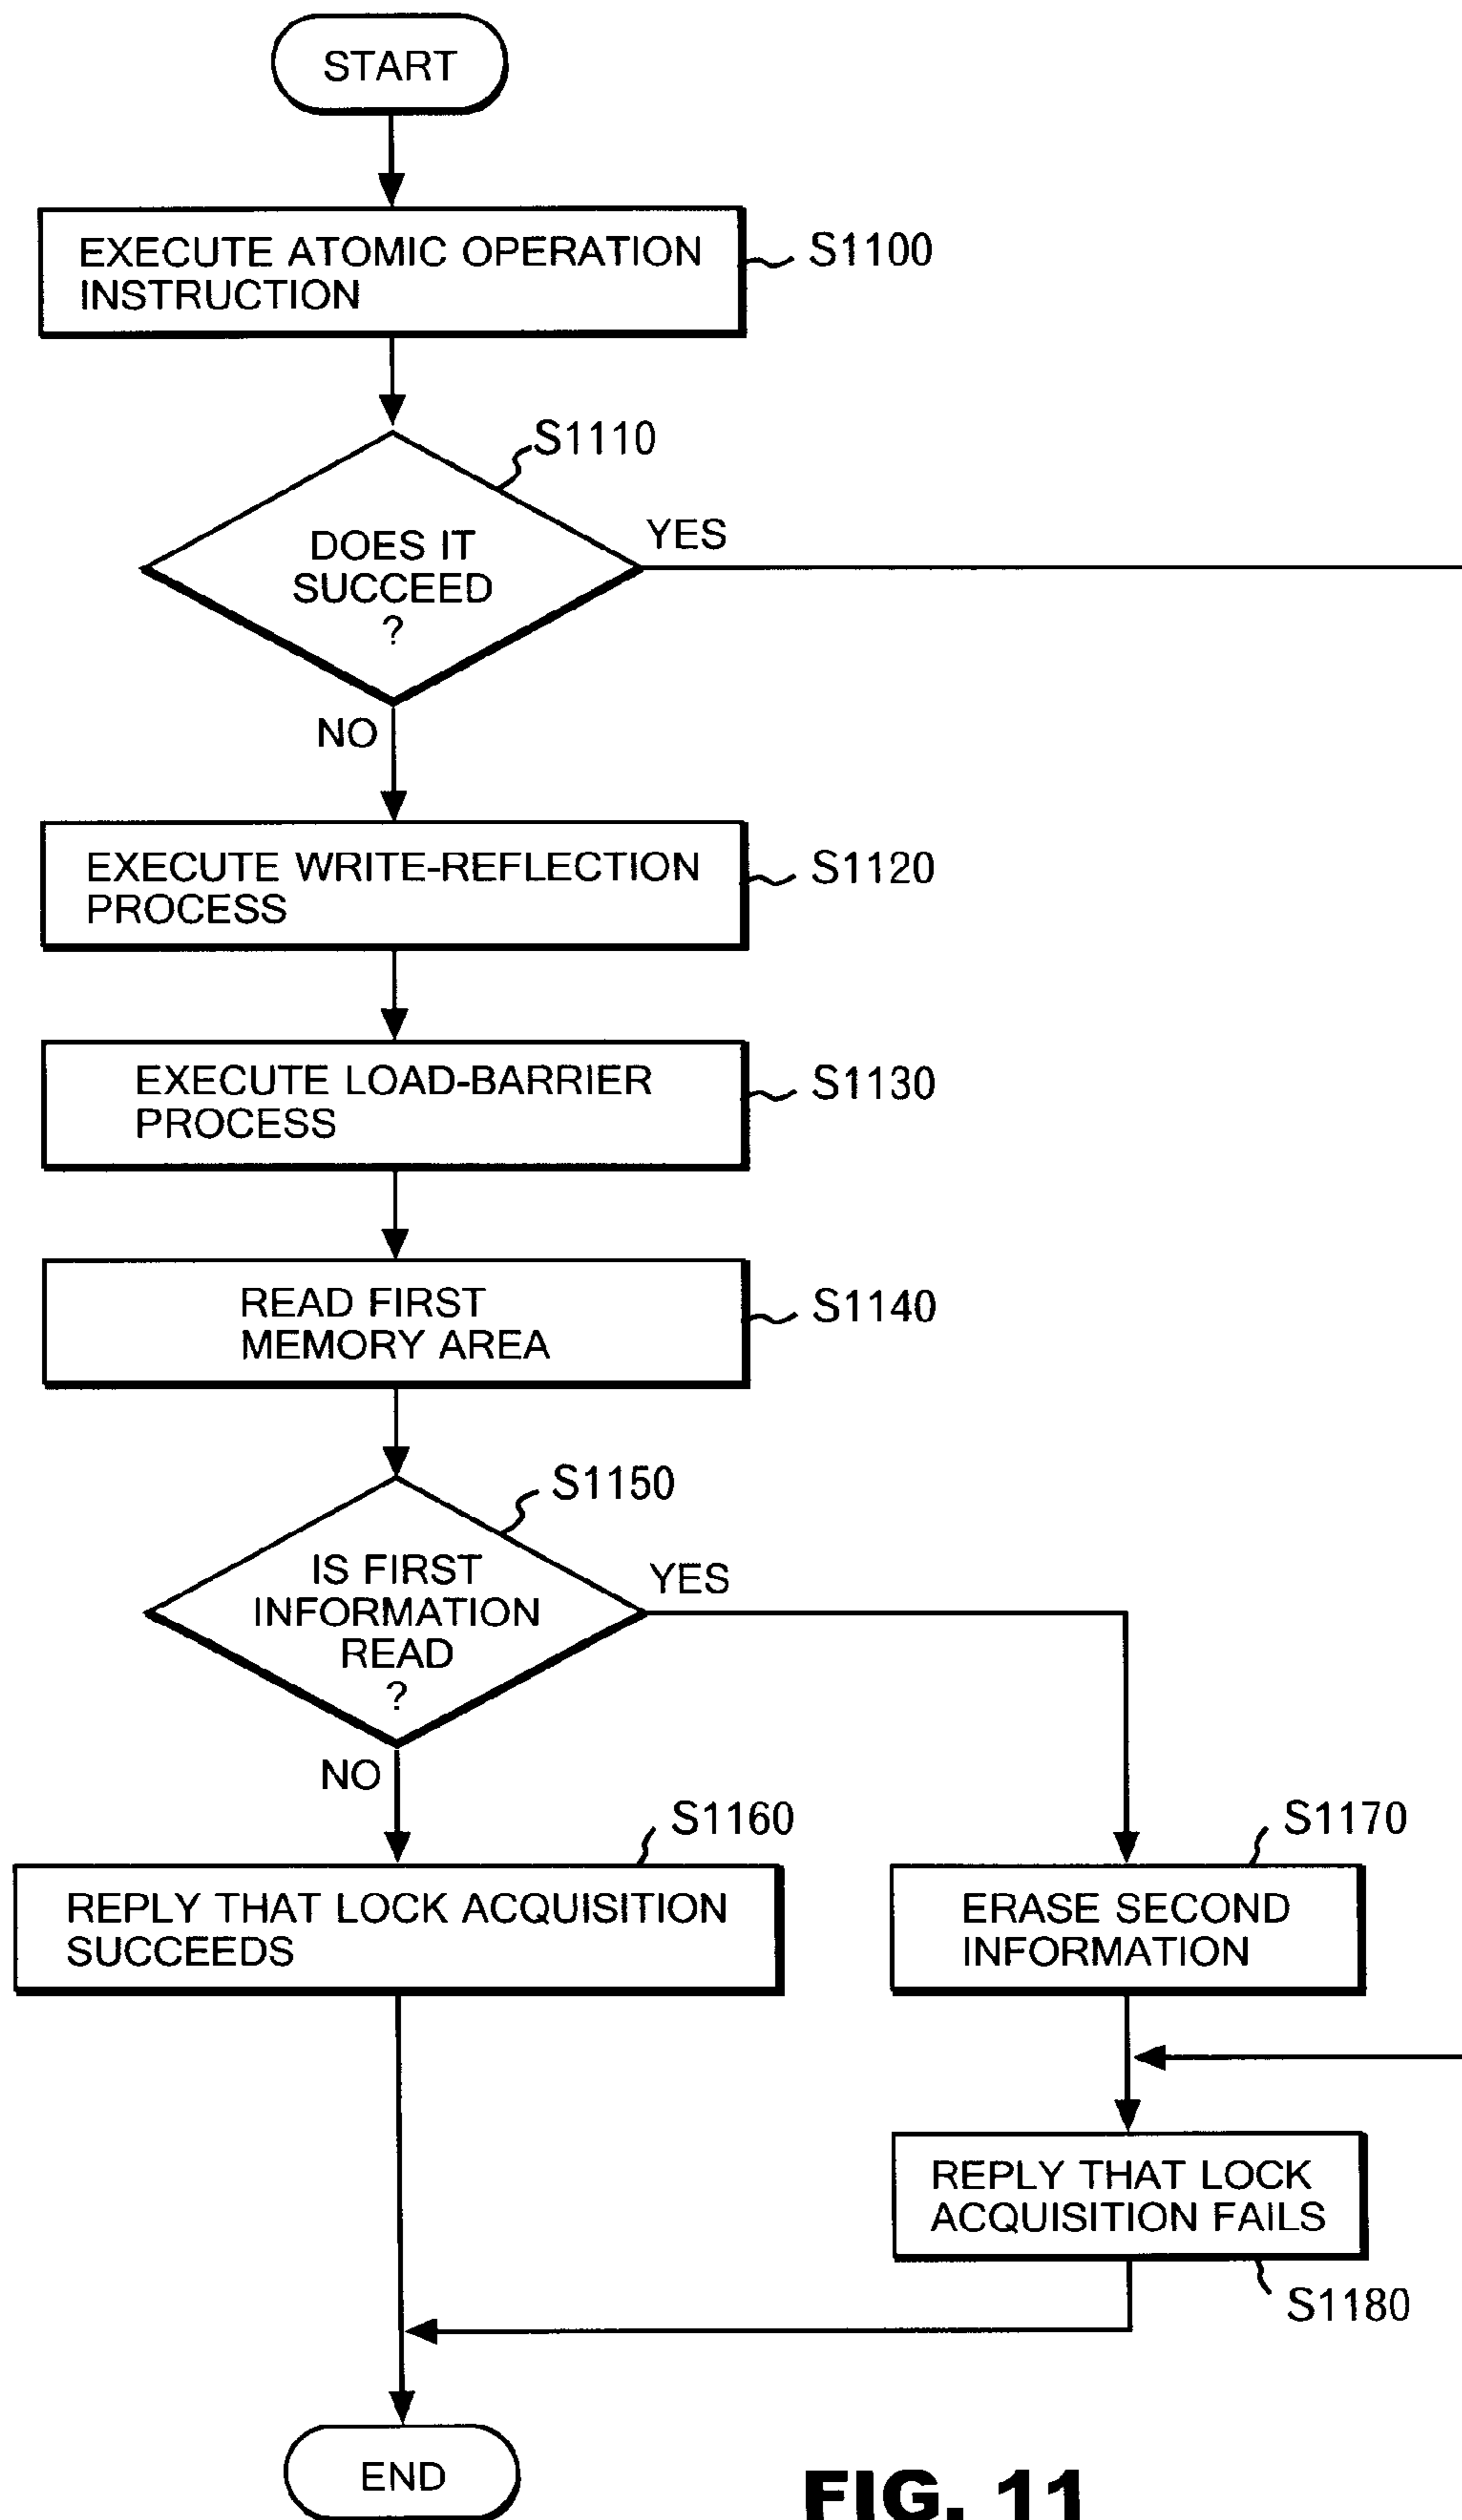 START
EXECUTE ATOMIC OPERATION
INSTRUCTION
S1100
S1110
DOES IT
SUCCEED
?
YES
NO
EXECUTE WRITE-REFLECTION
PROCESS
S1120
EXECUTE LOAD-BARRIER
PROCESS
S1130
READ FIRST
MEMORY AREA
S1140
S1150
IS FIRST
INFORMATION
READ
?
YES
NO
S1160
REPLY THAT LOCK ACQUISITION
SUCCEEDS
S1170
ERASE SECOND
INFORMATION
REPLY THAT LOCK
ACQUISITION FAILS
S1180
END
FIG. 11